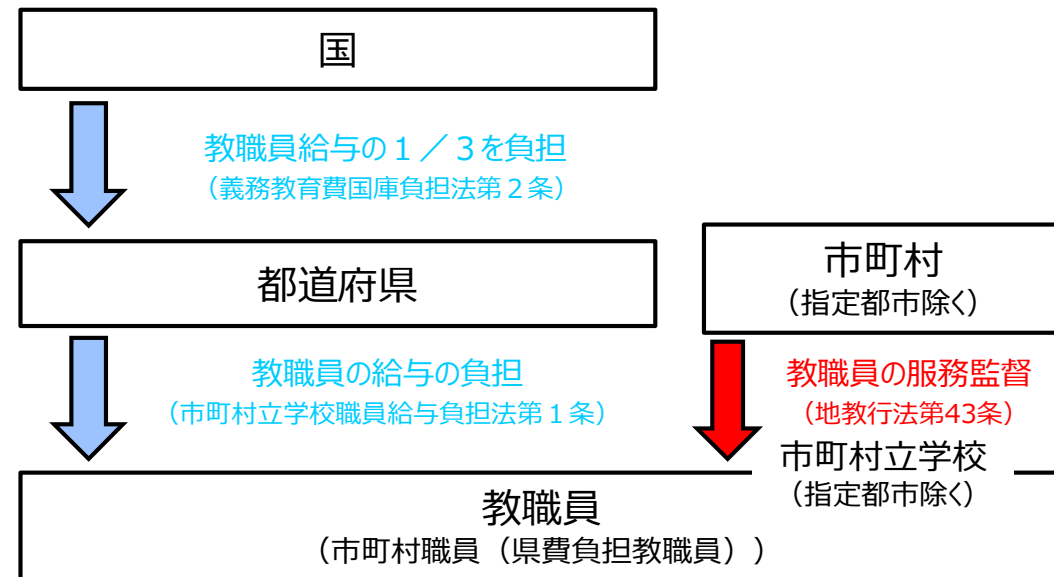 国
教職員給与の１／３を負担
（義務教育費国庫負担法第２条）
都道府県
市町村
（指定都市除く）
教職員の給与の負担
（市町村立学校職員給与負担法第１条）
教職員の服務監督
（地教行法第43条）
市町村立学校
（指定都市除く）
教職員
（市町村職員（県費負担教職員））